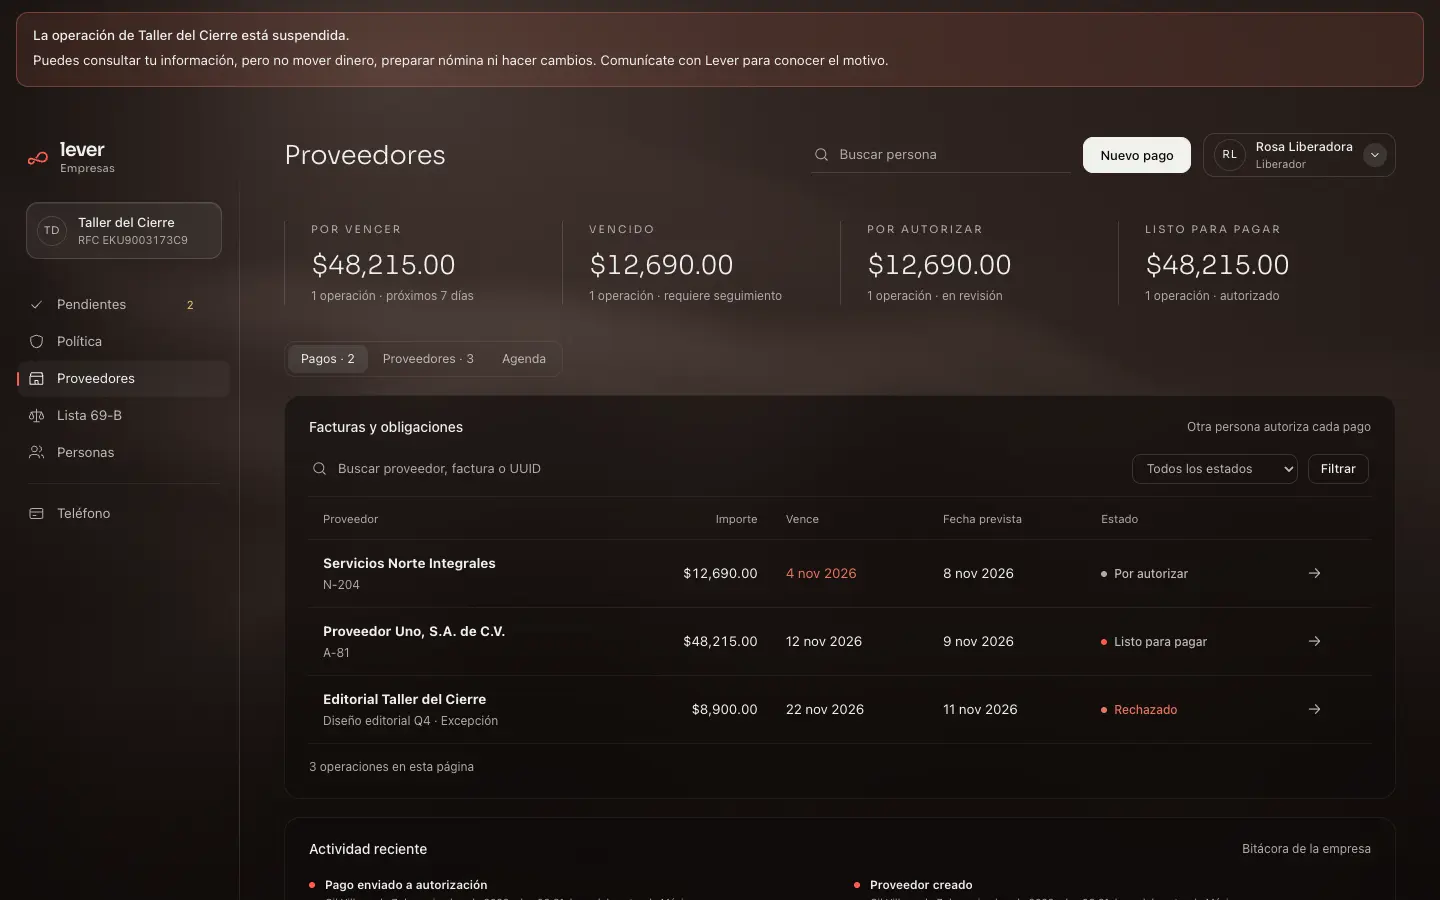 La operación de Taller del Cierre está suspendida.
Puedes consultar tu información, pero no mover dinero, preparar nómina ni hacer cambios. Comunícate con Lever para conocer el motivo.
lever
Empresas
Proveedores
Buscar persona
Nuevo pago
RL
Rosa Liberadora
Liberador
TD
Taller del Cierre
RFC EKU9003173C9
Pendientes 2
Política
Proveedores
Lista 69-B
Personas
Teléfono
POR VENCER
$48,215.00
1 operación · próximos 7 días
VENCIDO
$12,690.00
1 operación · requiere seguimiento
POR AUTORIZAR
$12,690.00
1 operación · en revisión
LISTO PARA PAGAR
$48,215.00
1 operación · autorizado
Pagos · 2 Proveedores · 3 Agenda
Facturas y obligaciones
Otra persona autoriza cada pago
Buscar proveedor, factura o UUID
Todos los estados
Filtrar
Proveedor Importe Vence Fecha prevista Estado
Servicios Norte Integrales
N-204
$12,690.00 4 nov 2026 8 nov 2026 Por autorizar
Proveedor Uno, S.A. de C.V.
A-81
$48,215.00 12 nov 2026 9 nov 2026 Listo para pagar
Editorial Taller del Cierre
Diseño editorial Q4 · Excepción
$8,900.00 22 nov 2026 11 nov 2026 Rechazado
3 operaciones en esta página
Actividad reciente
Bitácora de la empresa
Pago enviado a autorización
Proveedor creado